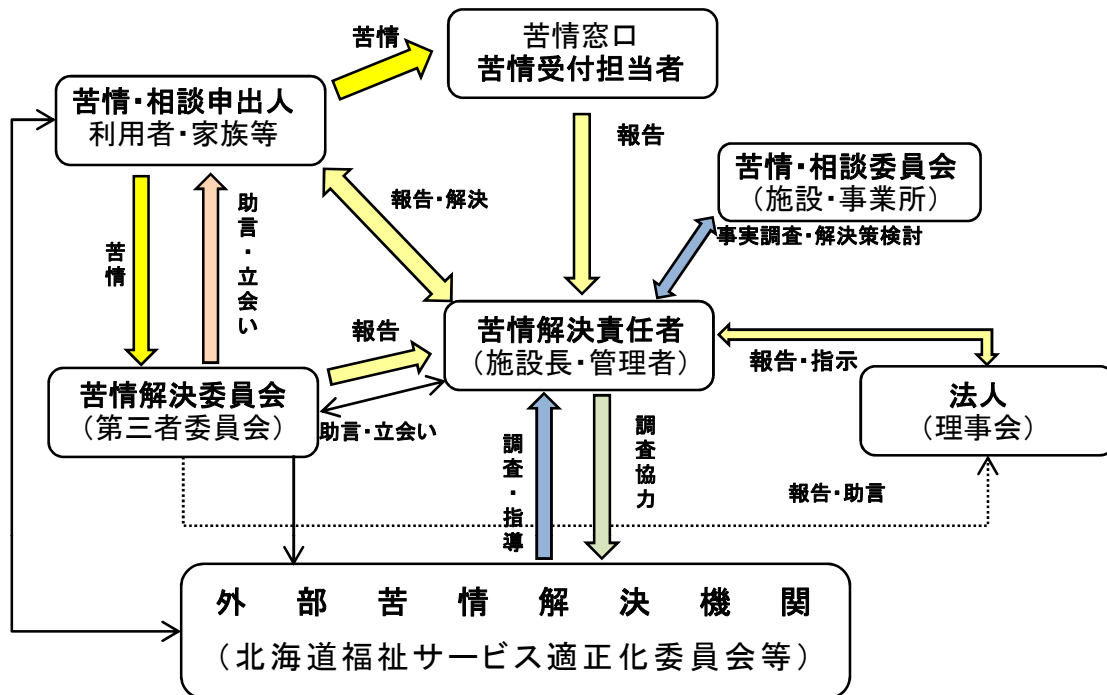 苦情
苦情窓口
苦情受付担当者
苦情・相談申出人
利用者・家族等
報告
苦情・相談委員会
（施設・事業所）
事実調査・解決策検討
報告・解決
助言・立会い
苦情
苦情解決責任者
（施設長・管理者）
報告
報告・指示
苦情解決委員会
（第三者委員会）
助言・立会い
法人
（理事会）
調査・指導
調査協力
報告・助言
外部苦情解決機関
（北海道福祉サービス適正化委員会等）